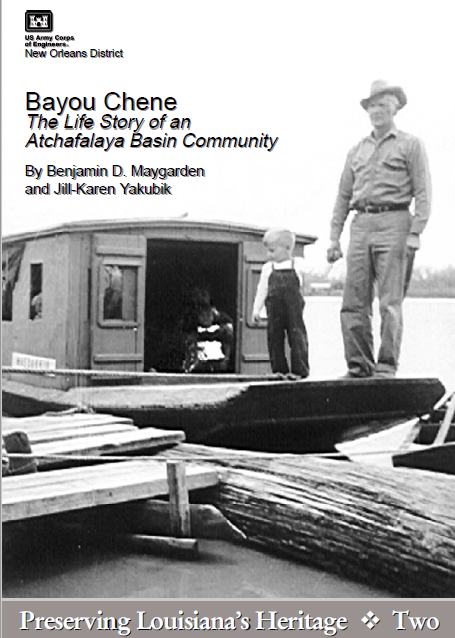 US Army Corps
of Engineers®
New Orleans District
Bayou Chene
The Life Story of an
Atchafalaya Basin Community
By Benjamin D. Maygarden
and Jill-Karen Yakubik
Preserving Louisiana's Heritage ❖ Two